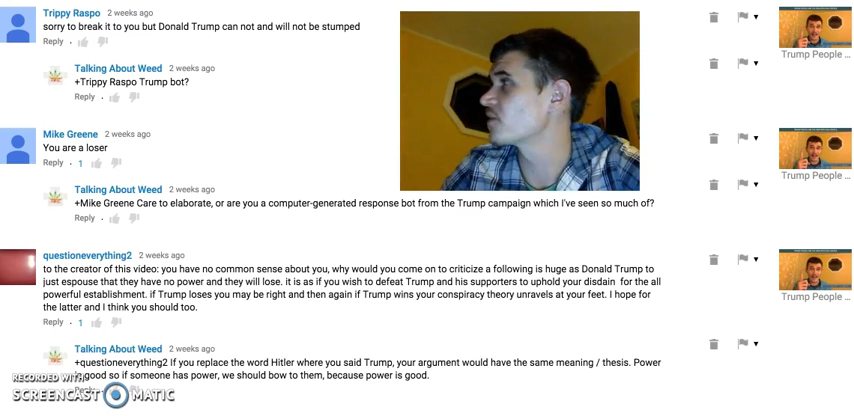 Trippy Raspo 2 weeks ago
sorry to break it to you but Donald Trump can not and will not be stumped
Reply
Trump People ...
Talking About Weed 2 weeks ago
+Trippy Raspo Trump bot?
Reply
Mike Greene 2 weeks ago
You are a loser
Reply 1
Trump People ...
Talking About Weed 2 weeks ago
+Mike Greene Care to elaborate, or are you a computer-generated response bot from the Trump campaign which I've seen so much of?
Reply
questioneverything2 2 weeks ago
to the creator of this video: you have no common sense about you, why would you come on to criticize a following is huge as Donald Trump to
just espouse that they have no power and they will lose. it is as if you wish to defeat Trump and his supporters to uphold your disdain for the all
powerful establishment. if Trump loses you may be right and then again if Trump wins your conspiracy theory unravels at your feet. I hope for
the latter and I think you should too.
Trump People ...
Reply 1
Talking About Weed 2 weeks ago
+questioneverything2 If you replace the word Hitler where you said Trump, your argument would have the same meaning / thesis. Power
good so if someone has power, we should bow to them, because power is good.
RECORDED WITH
SCREENCAST MATIC